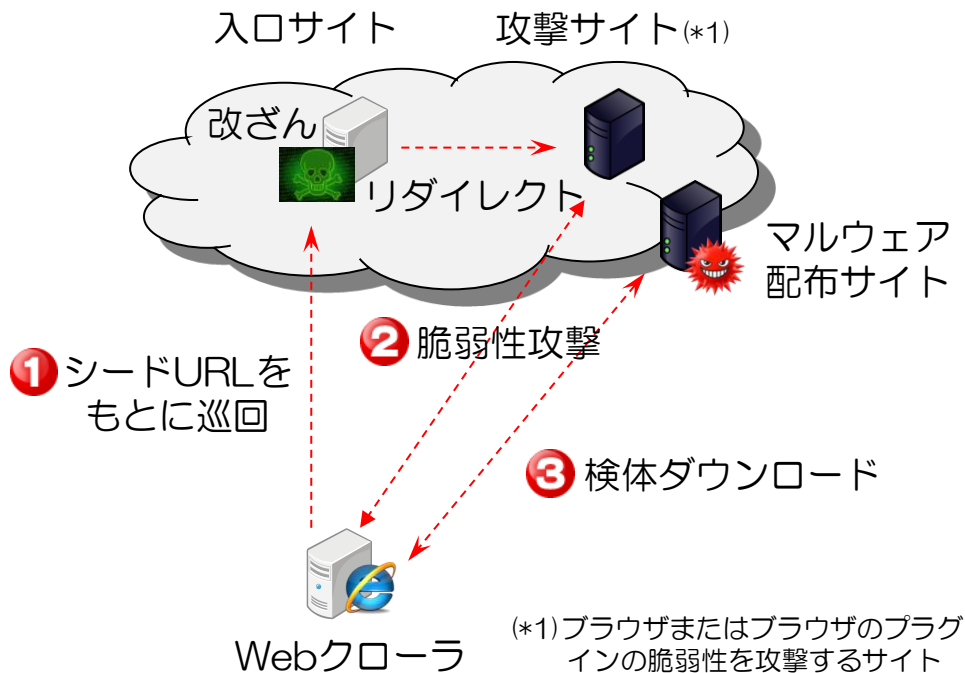 入口サイト
攻撃サイト(*1)
改ざん
リダイレクト
マルウェア
配布サイト
❷脆弱性攻撃
❶シードURLを
もとに巡回
❸検体ダウンロード
Webクローラ
(*1)ブラウザまたはブラウザのプラグ
インの脆弱性を攻撃するサイト